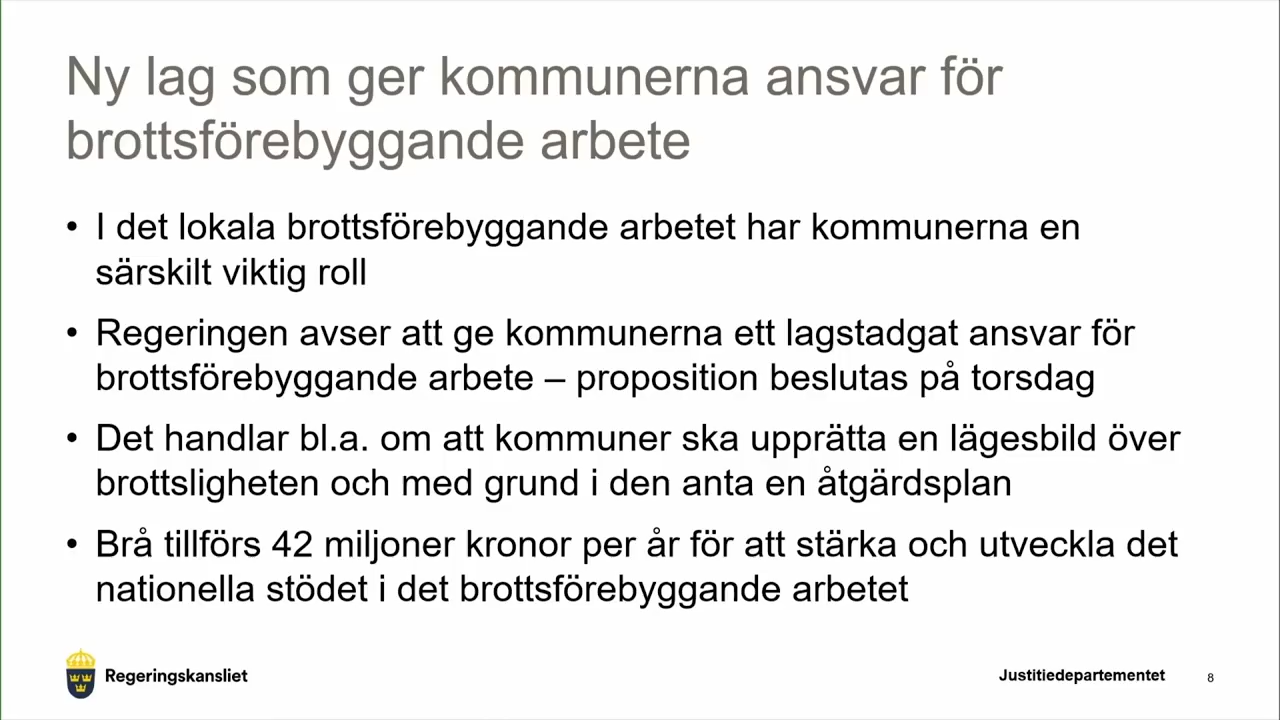 Ny lag som ger kommunerna ansvar för
brottsförebyggande arbete
• I det lokala brottsförebyggande arbetet har kommunerna en
särskilt viktig roll
• Regeringen avser att ge kommunerna ett lagstadgat ansvar för
brottsförebyggande arbete – proposition beslutas på torsdag
• Det handlar bl.a. om att kommuner ska upprätta en lägesbild över
brottsligheten och med grund i den anta en åtgärdsplan
• Brå tillförs 42 miljoner kronor per år för att stärka och utveckla det
nationella stödet i det brottsförebyggande arbetet
Regeringskansliet
Justitiedepartementet
8